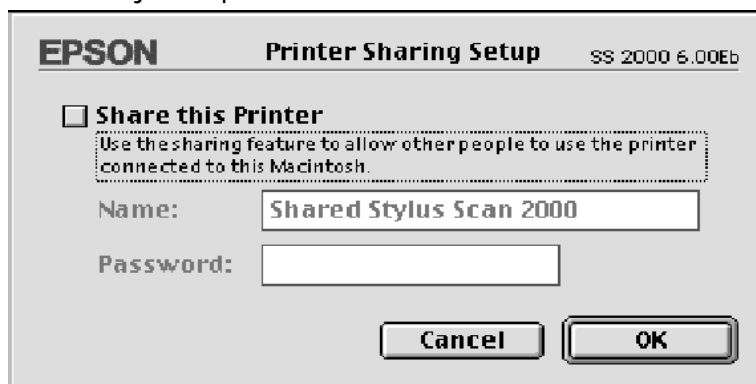 EPSON Printer Sharing Setup SS 2000 6.00Eb
Share this Printer
Use the sharing feature to allow other people to use the printer
connected to this Macintosh.
Name: Shared Stylus Scan 2000
Password:
Cancel OK